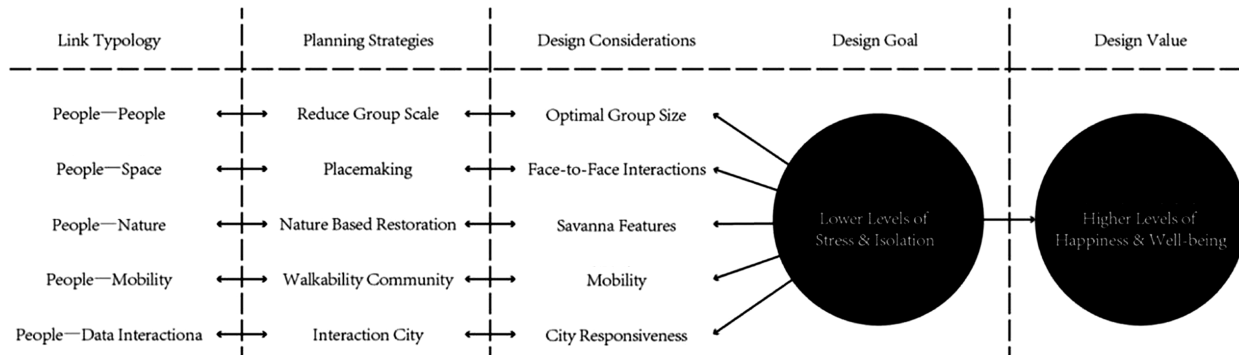 Link Typology
Planning Strategies
Design Considerations
Design Goal
Design Value
People—People
Reduce Group Scale
Optimal Group Size
People—Space
Placemaking
Face-to-Face Interactions
People—Nature
Nature Based Restoration
Savanna Features
Lower Levels of
Stress & Isolation
Higher Levels of
Happiness & Well-being
People—Mobility
Walkability Community
Mobility
People—Data Interactiona
Interaction City
City Responsiveness